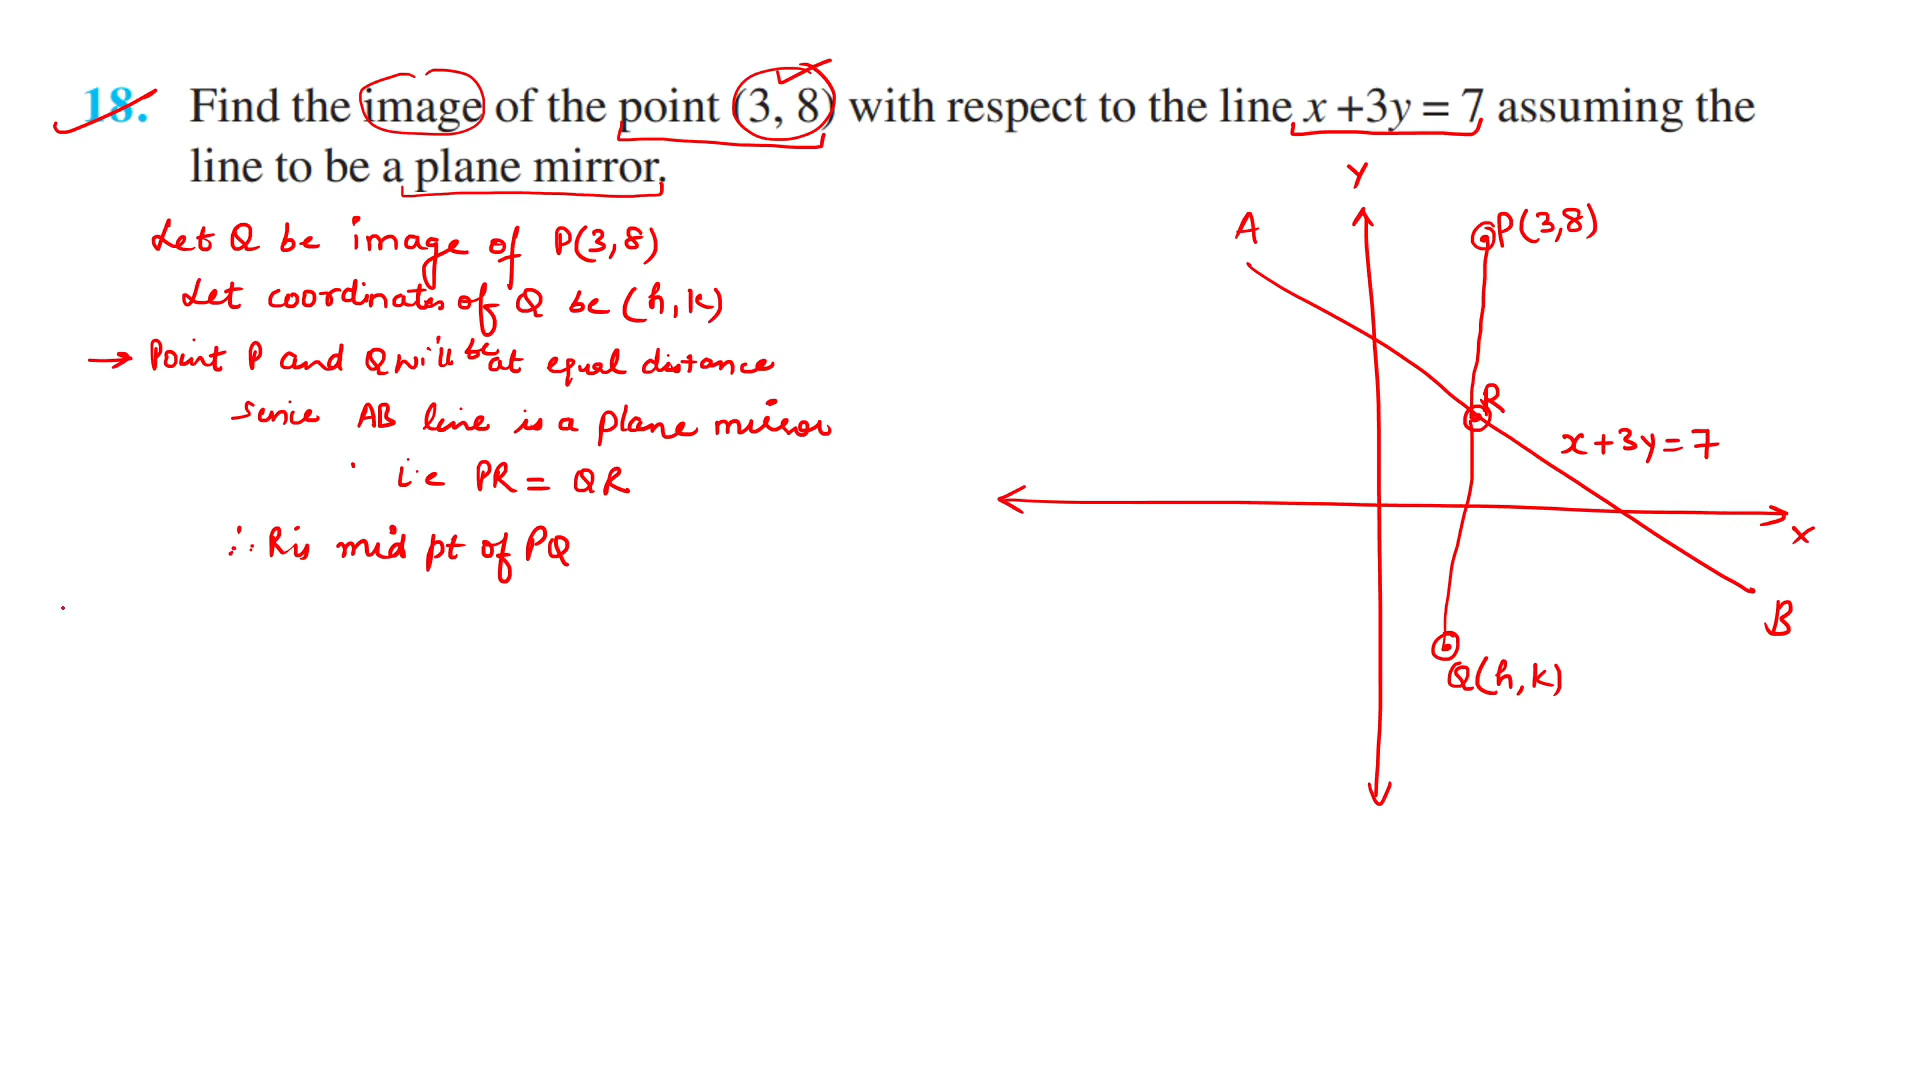 18. Find the image of the point (3, 8) with respect to the line x +3y = 7 assuming the
line to be a plane mirror.
Let Q be image of P(3,8)
Let coordinates of Q be (h,k)
→ Point P and Q will be at equal distance
Sence AB line is a plane mirror
i.e PR = QR
∴ R is mid pt of PQ
Y
A
P(3,8)
R
x+3y=7
X
B
Q(h,k)